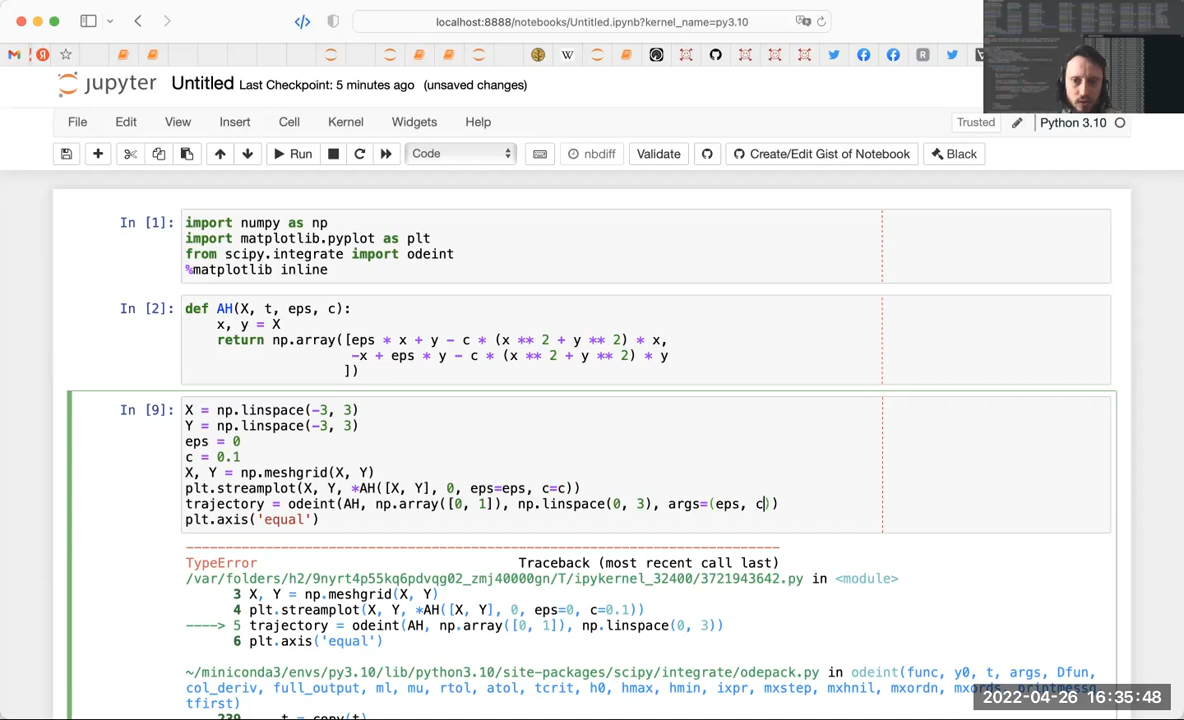 localhost:8888/notebooks/Untitled.ipynb?kernel_name=py3.10
jupyter Untitled Last Checkpoint: 5 minutes ago (unsaved changes)
File Edit View Insert Cell Kernel Widgets Help Trusted Python 3.10
Run Code nbdiff Validate Create/Edit Gist of Notebook Black
In [1]: import numpy as np
import matplotlib.pyplot as plt
from scipy.integrate import odeint
%matplotlib inline
In [2]: def AH(X, t, eps, c):
x, y = X
return np.array([eps * x + y - c * (x ** 2 + y ** 2) * x,
-x + eps * y - c * (x ** 2 + y ** 2) * y
])
In [9]: X = np.linspace(-3, 3)
Y = np.linspace(-3, 3)
eps = 0
c = 0.1
X, Y = np.meshgrid(X, Y)
plt.streamplot(X, Y, *AH([X, Y], 0, eps=eps, c=c))
trajectory = odeint(AH, np.array([0, 1]), np.linspace(0, 3), args=(eps, c))
plt.axis('equal')
---------------------------------------------------------------------------
TypeError Traceback (most recent call last)
/var/folders/h2/9nyrt4p55kq6pdvqg02_zmj40000gn/T/ipykernel_32400/3721943642.py in <module>
3 X, Y = np.meshgrid(X, Y)
4 plt.streamplot(X, Y, *AH([X, Y], 0, eps=0, c=0.1))
----> 5 trajectory = odeint(AH, np.array([0, 1]), np.linspace(0, 3))
6 plt.axis('equal')
~/miniconda3/envs/py3.10/lib/python3.10/site-packages/scipy/integrate/odepack.py in odeint(func, y0, t, args, Dfun,
col_deriv, full_output, ml, mu, rtol, atol, tcrit, h0, hmax, hmin, ixpr, mxstep, mxhnil, mxordn, mxords, printmessg
tfirst)
239 t = copy(t)
2022-04-26 16:35:48